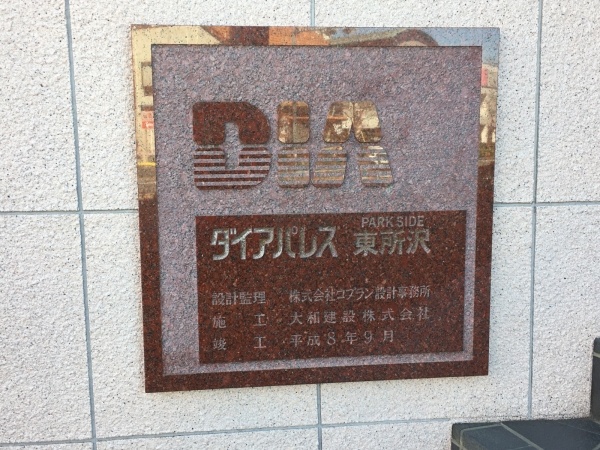 DIA
PARK SIDE
ダイアパレス 東所沢
設計監理 株式会社コプラン設計事務所
施工 大和建設株式会社
竣工 平成8年9月